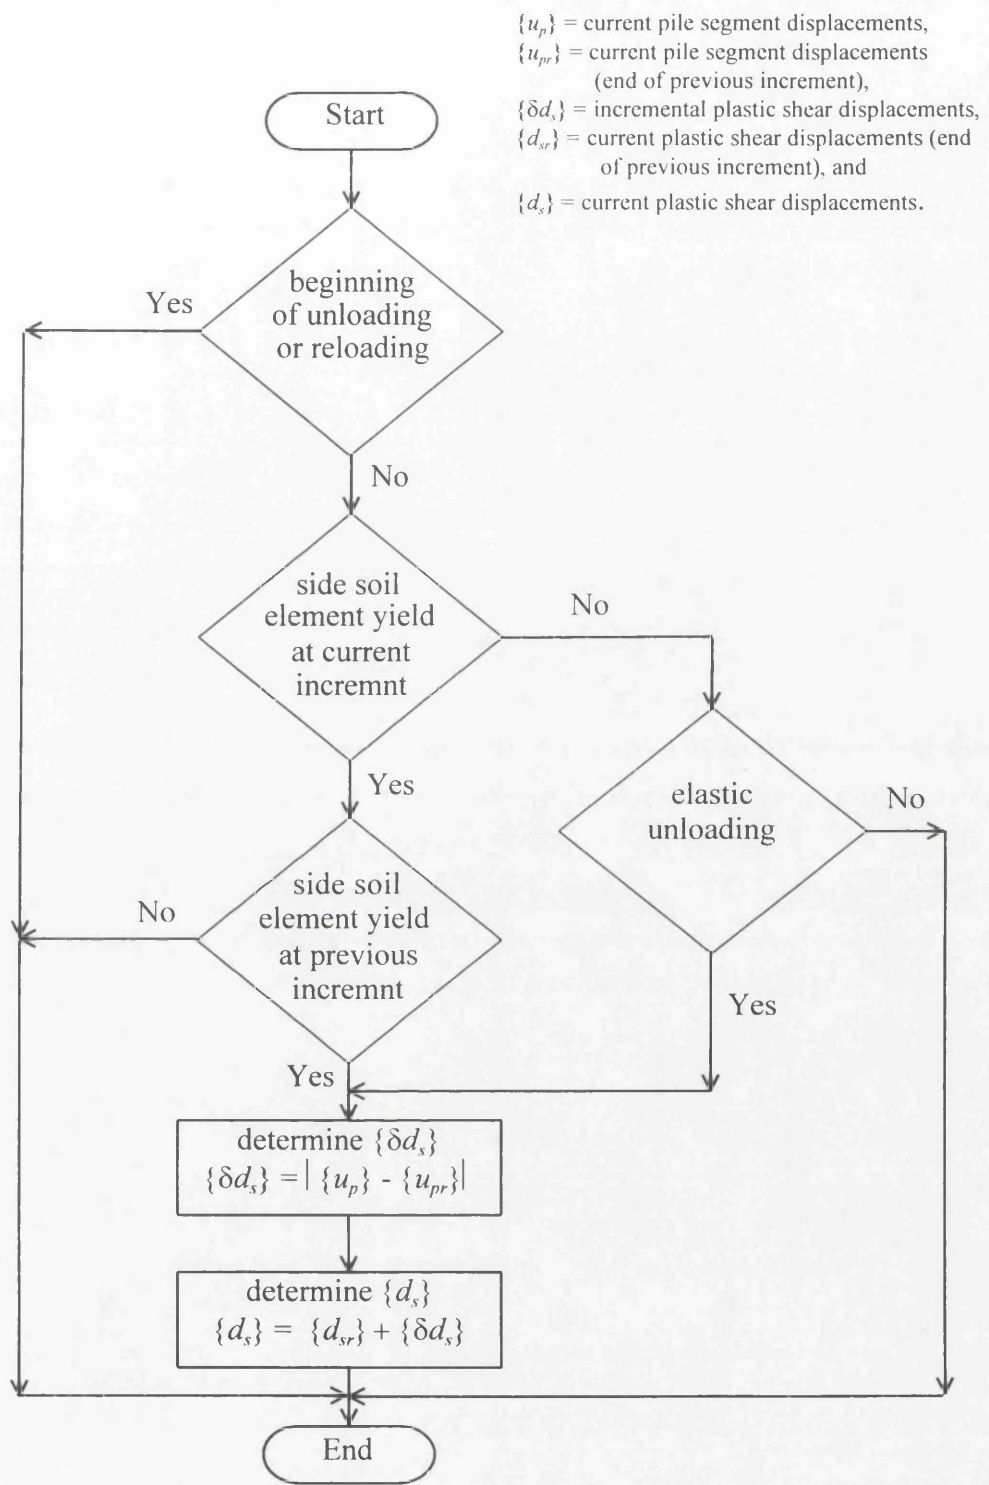 {u_p} = current pile segment displacements,
{u_pr} = current pile segment displacements
(end of previous increment),
{δd_s} = incremental plastic shear displacements,
{d_sr} = current plastic shear displacements (end
of previous increment), and
{d_s} = current plastic shear displacements.
Start
beginning
of unloading
or reloading
Yes
No
side soil
element yield
at current
incremnt
No
Yes
elastic
unloading
No
side soil
element yield
at previous
incremnt
No
Yes
Yes
determine {δd_s}
{δd_s} = | {u_p} - {u_pr}|
determine {d_s}
{d_s} = {d_sr} + {δd_s}
End